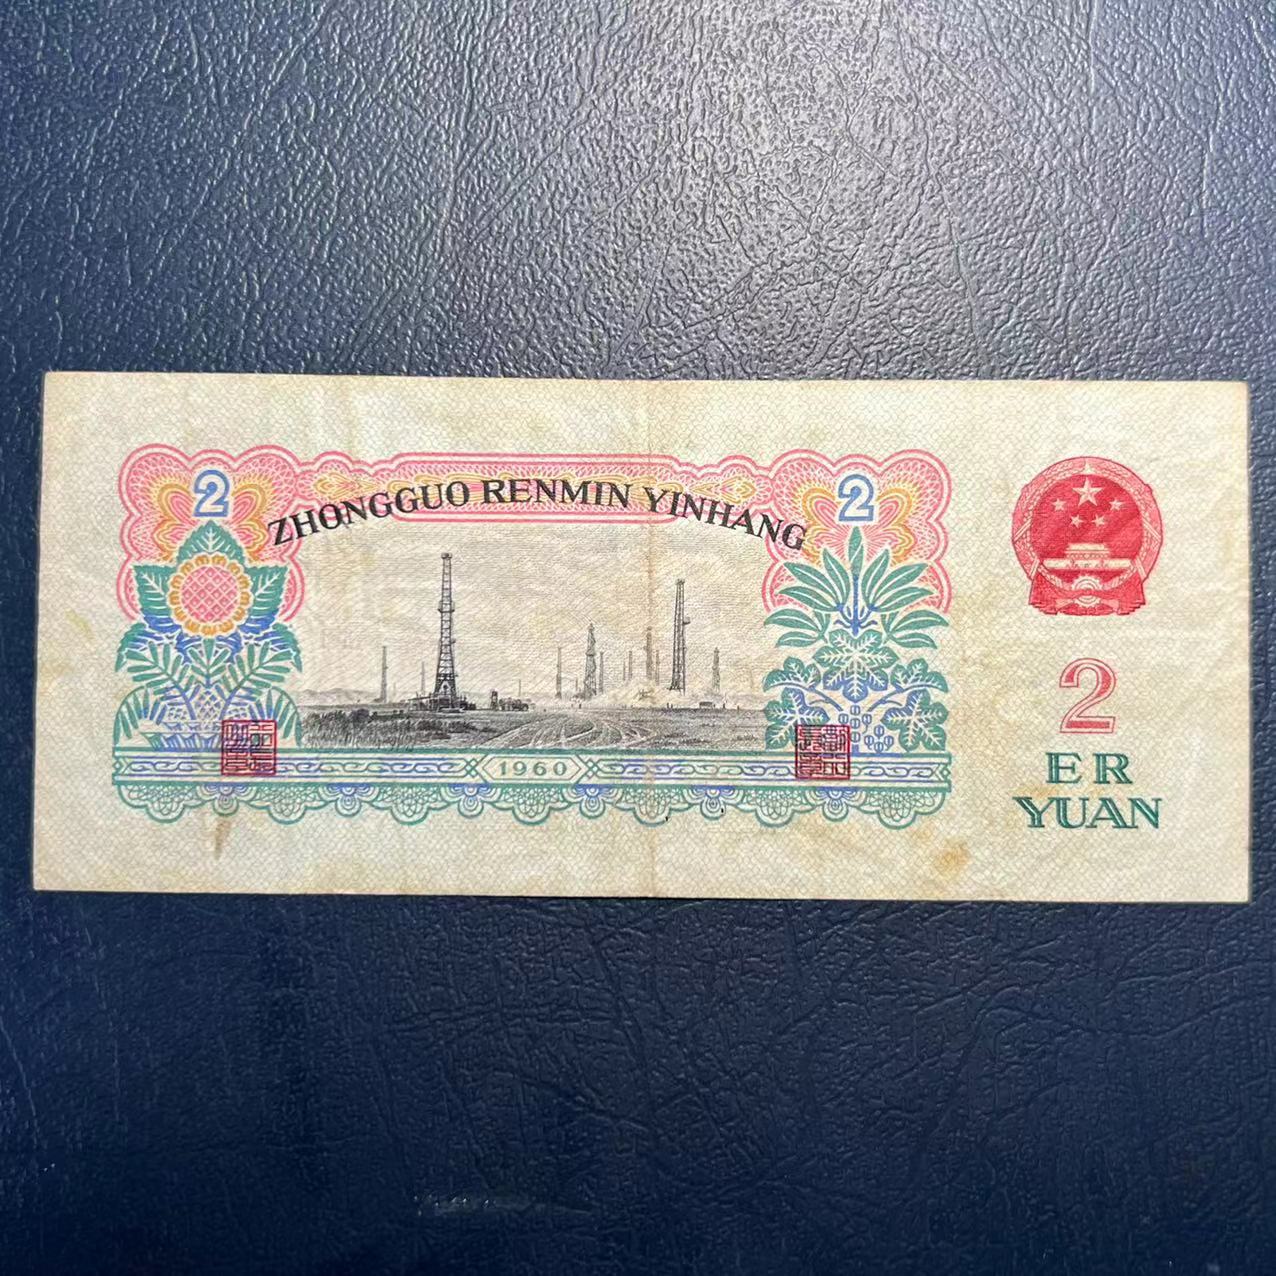 2
2
ZHONGGUO RENMIN YINHANG
1960
2
ER
YUAN